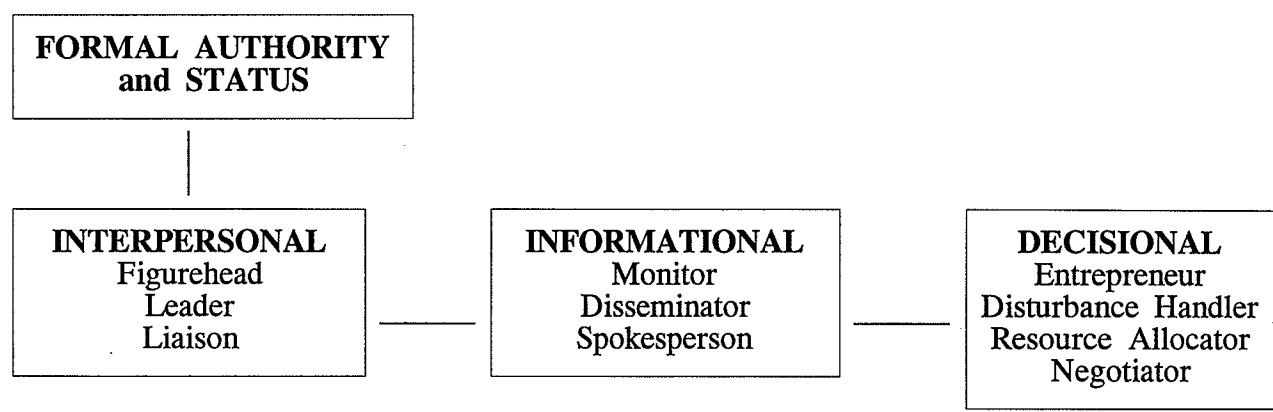 FORMAL AUTHORITY
and STATUS
INTERPERSONAL
Figurehead
Leader
Liaison
INFORMATIONAL
Monitor
Disseminator
Spokesperson
DECISIONAL
Entrepreneur
Disturbance Handler
Resource Allocator
Negotiator